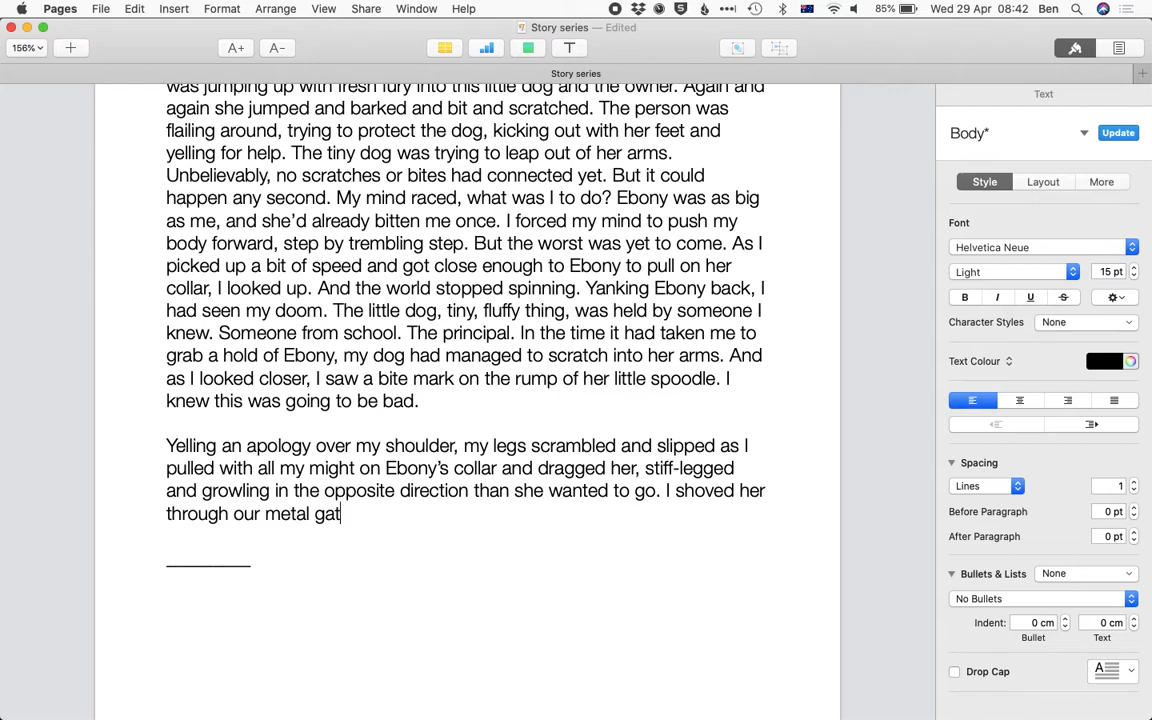 Pages File Edit Insert Format Arrange View Share Window Help 85% Wed 29 Apr 08:42 Ben
Story series — Edited
156% A+ A- T
Story series
was jumping up with fresh fury into this little dog and the owner. Again and
again she jumped and barked and bit and scratched. The person was
flailing around, trying to protect the dog, kicking out with her feet and
yelling for help. The tiny dog was trying to leap out of her arms.
Unbelievably, no scratches or bites had connected yet. But it could
happen any second. My mind raced, what was I to do? Ebony was as big
as me, and she’d already bitten me once. I forced my mind to push my
body forward, step by trembling step. But the worst was yet to come. As I
picked up a bit of speed and got close enough to Ebony to pull on her
collar, I looked up. And the world stopped spinning. Yanking Ebony back, I
had seen my doom. The little dog, tiny, fluffy thing, was held by someone I
knew. Someone from school. The principal. In the time it had taken me to
grab a hold of Ebony, my dog had managed to scratch into her arms. And
as I looked closer, I saw a bite mark on the rump of her little spoodle. I
knew this was going to be bad.
Yelling an apology over my shoulder, my legs scrambled and slipped as I
pulled with all my might on Ebony’s collar and dragged her, stiff-legged
and growling in the opposite direction than she wanted to go. I shoved her
through our metal gat
Text
Body* Update
Style Layout More
Font
Helvetica Neue
Light 15 pt
B I U S
Character Styles None
Text Colour
Spacing
Lines 1
Before Paragraph 0 pt
After Paragraph 0 pt
Bullets & Lists None
No Bullets
Indent: 0 cm 0 cm
Bullet Text
Drop Cap A